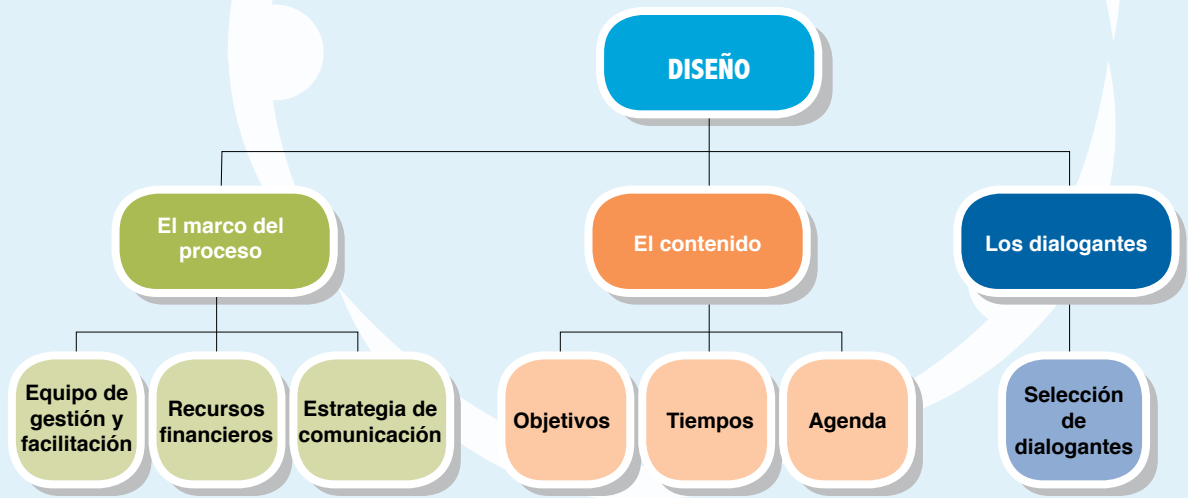 DISEÑO
El marco del
proceso
El contenido
Los dialogantes
Equipo de
gestión y
facilitación
Recursos
financieros
Estrategia de
comunicación
Objetivos
Tiempos
Agenda
Selección
de
dialogantes